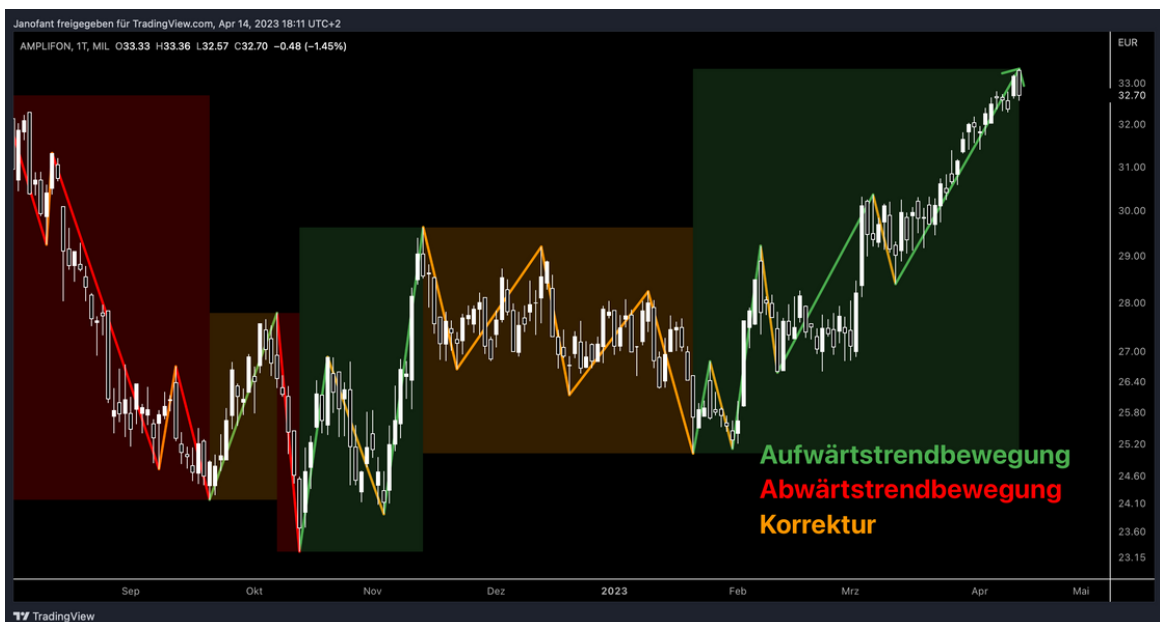 Janofant freigegeben für TradingView.com, Apr 14, 2023 18:11 UTC+2
AMPLIFON, 1T, MIL O33.33 H33.36 L32.57 C32.70 −0.48 (−1.45%)
EUR
33.00
32.70
32.00
31.00
30.00
29.00
28.00
27.00
26.40
25.80
25.20
24.60
24.10
23.60
23.15
Aufwärtstrendbewegung
Abwärtstrendbewegung
Korrektur
Sep Okt Nov Dez 2023 Feb Mrz Apr Mai
TradingView